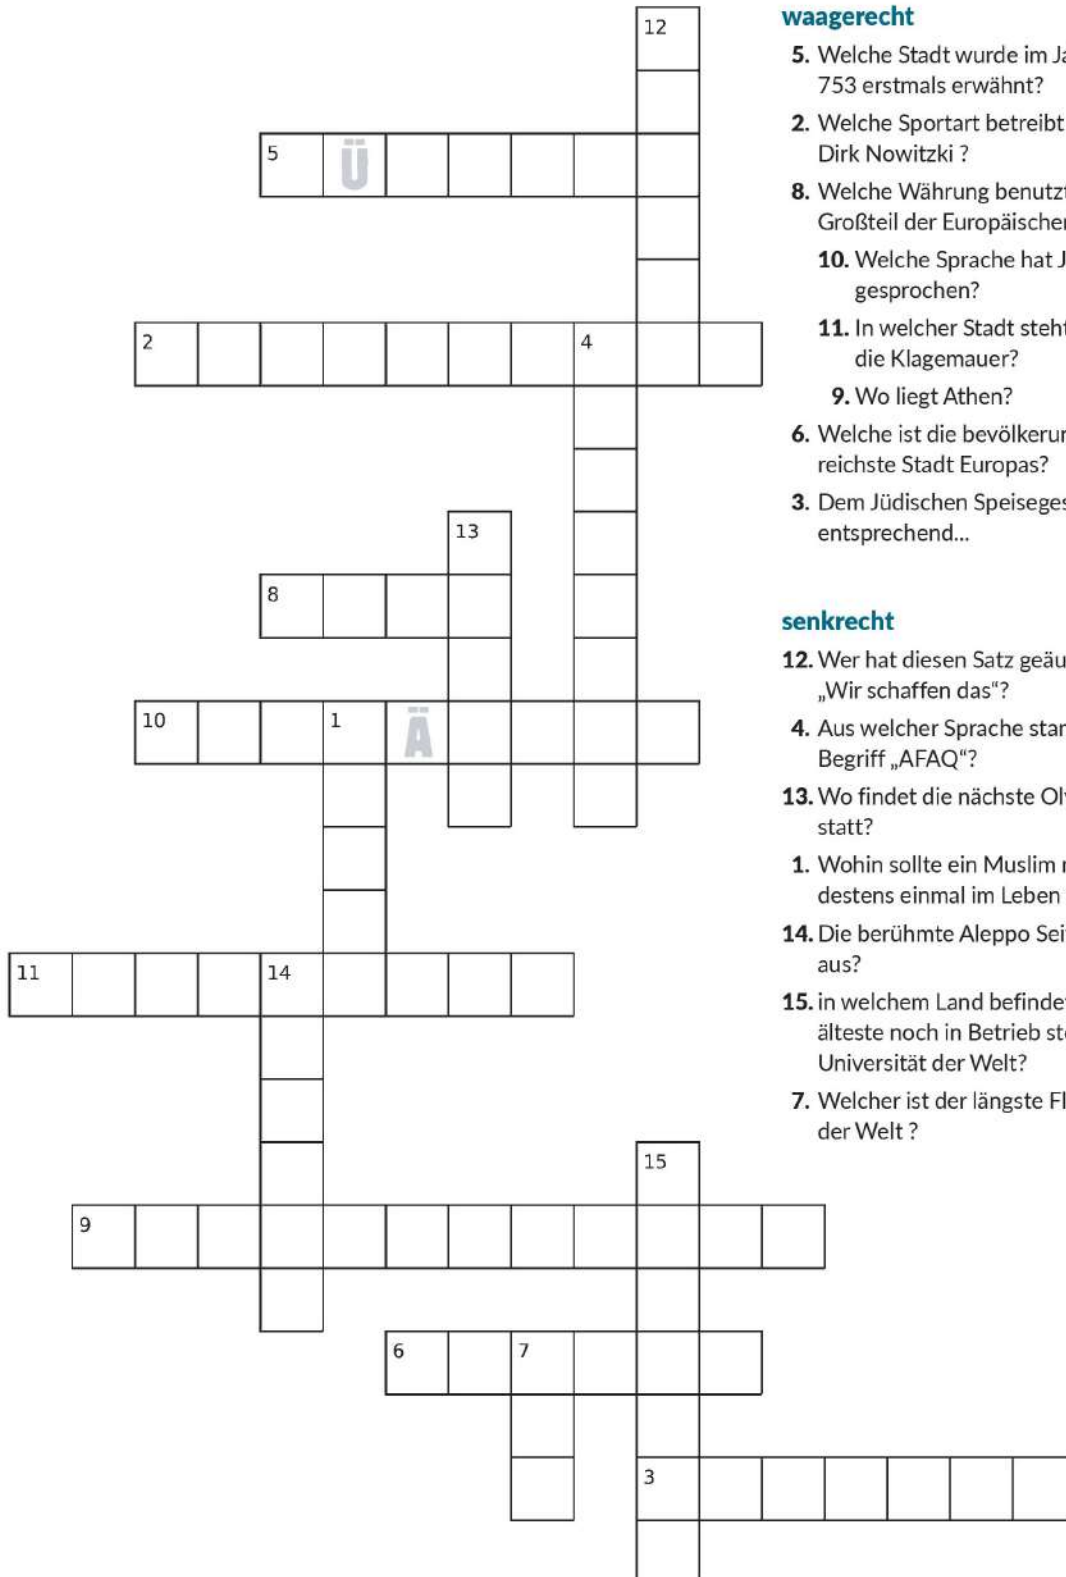 waagerecht
5. Welche Stadt wurde im Ja
753 erstmals erwähnt?
2. Welche Sportart betreibt
Dirk Nowitzki ?
8. Welche Währung benutzt
Großteil der Europäischen
10. Welche Sprache hat J
gesprochen?
11. In welcher Stadt steht
die Klagemauer?
9. Wo liegt Athen?
6. Welche ist die bevölkerun
reichste Stadt Europas?
3. Dem Jüdischen Speiseges
entsprechend...
senkrecht
12. Wer hat diesen Satz geäu
„Wir schaffen das“?
4. Aus welcher Sprache
Begriff „AFAQ“?
13. Wo findet die nächste
statt?
1. Wohin sollte ein Muslim
destens einmal im Leben
14. Die berühmte Aleppo Sei
aus?
15. in welchem Land befindet
älteste noch in Betrieb
Universität der Welt?
7. Welcher ist der längste Fl
der Welt ?
12
5 Ü
2 4
13
8
10 1 Ä
11 14
15
9
6 7
3